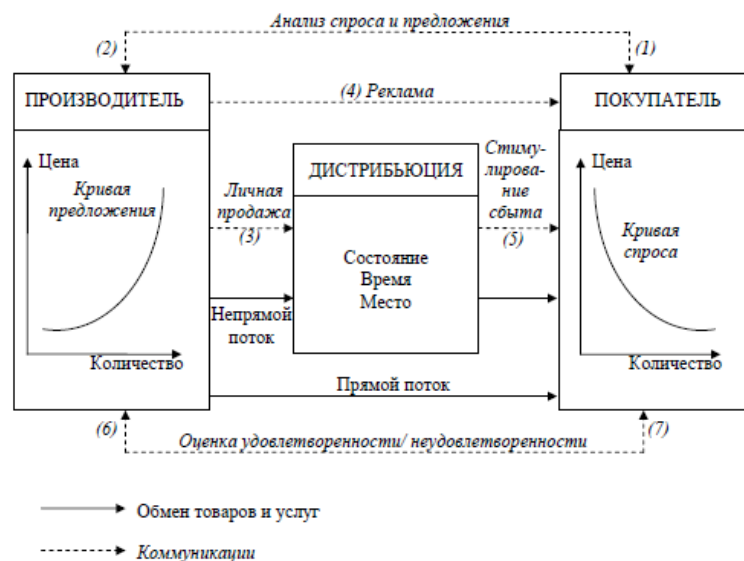 Анализ спроса и предложения
(2)
(1)
ПРОИЗВОДИТЕЛЬ
(4) Реклама
ПОКУПАТЕЛЬ
Цена
Кривая
предложения
Количество
Личная
продажа
(3)
Непрямой
поток
ДИСТРИБЬЮЦИЯ
Состояние
Время
Место
Стиму-
лирова-
ние
сбыта
(5)
Цена
Кривая
спроса
Количество
Прямой поток
(6)
(7)
Оценка удовлетворенности/ неудовлетворенности
Обмен товаров и услуг
Коммуникации